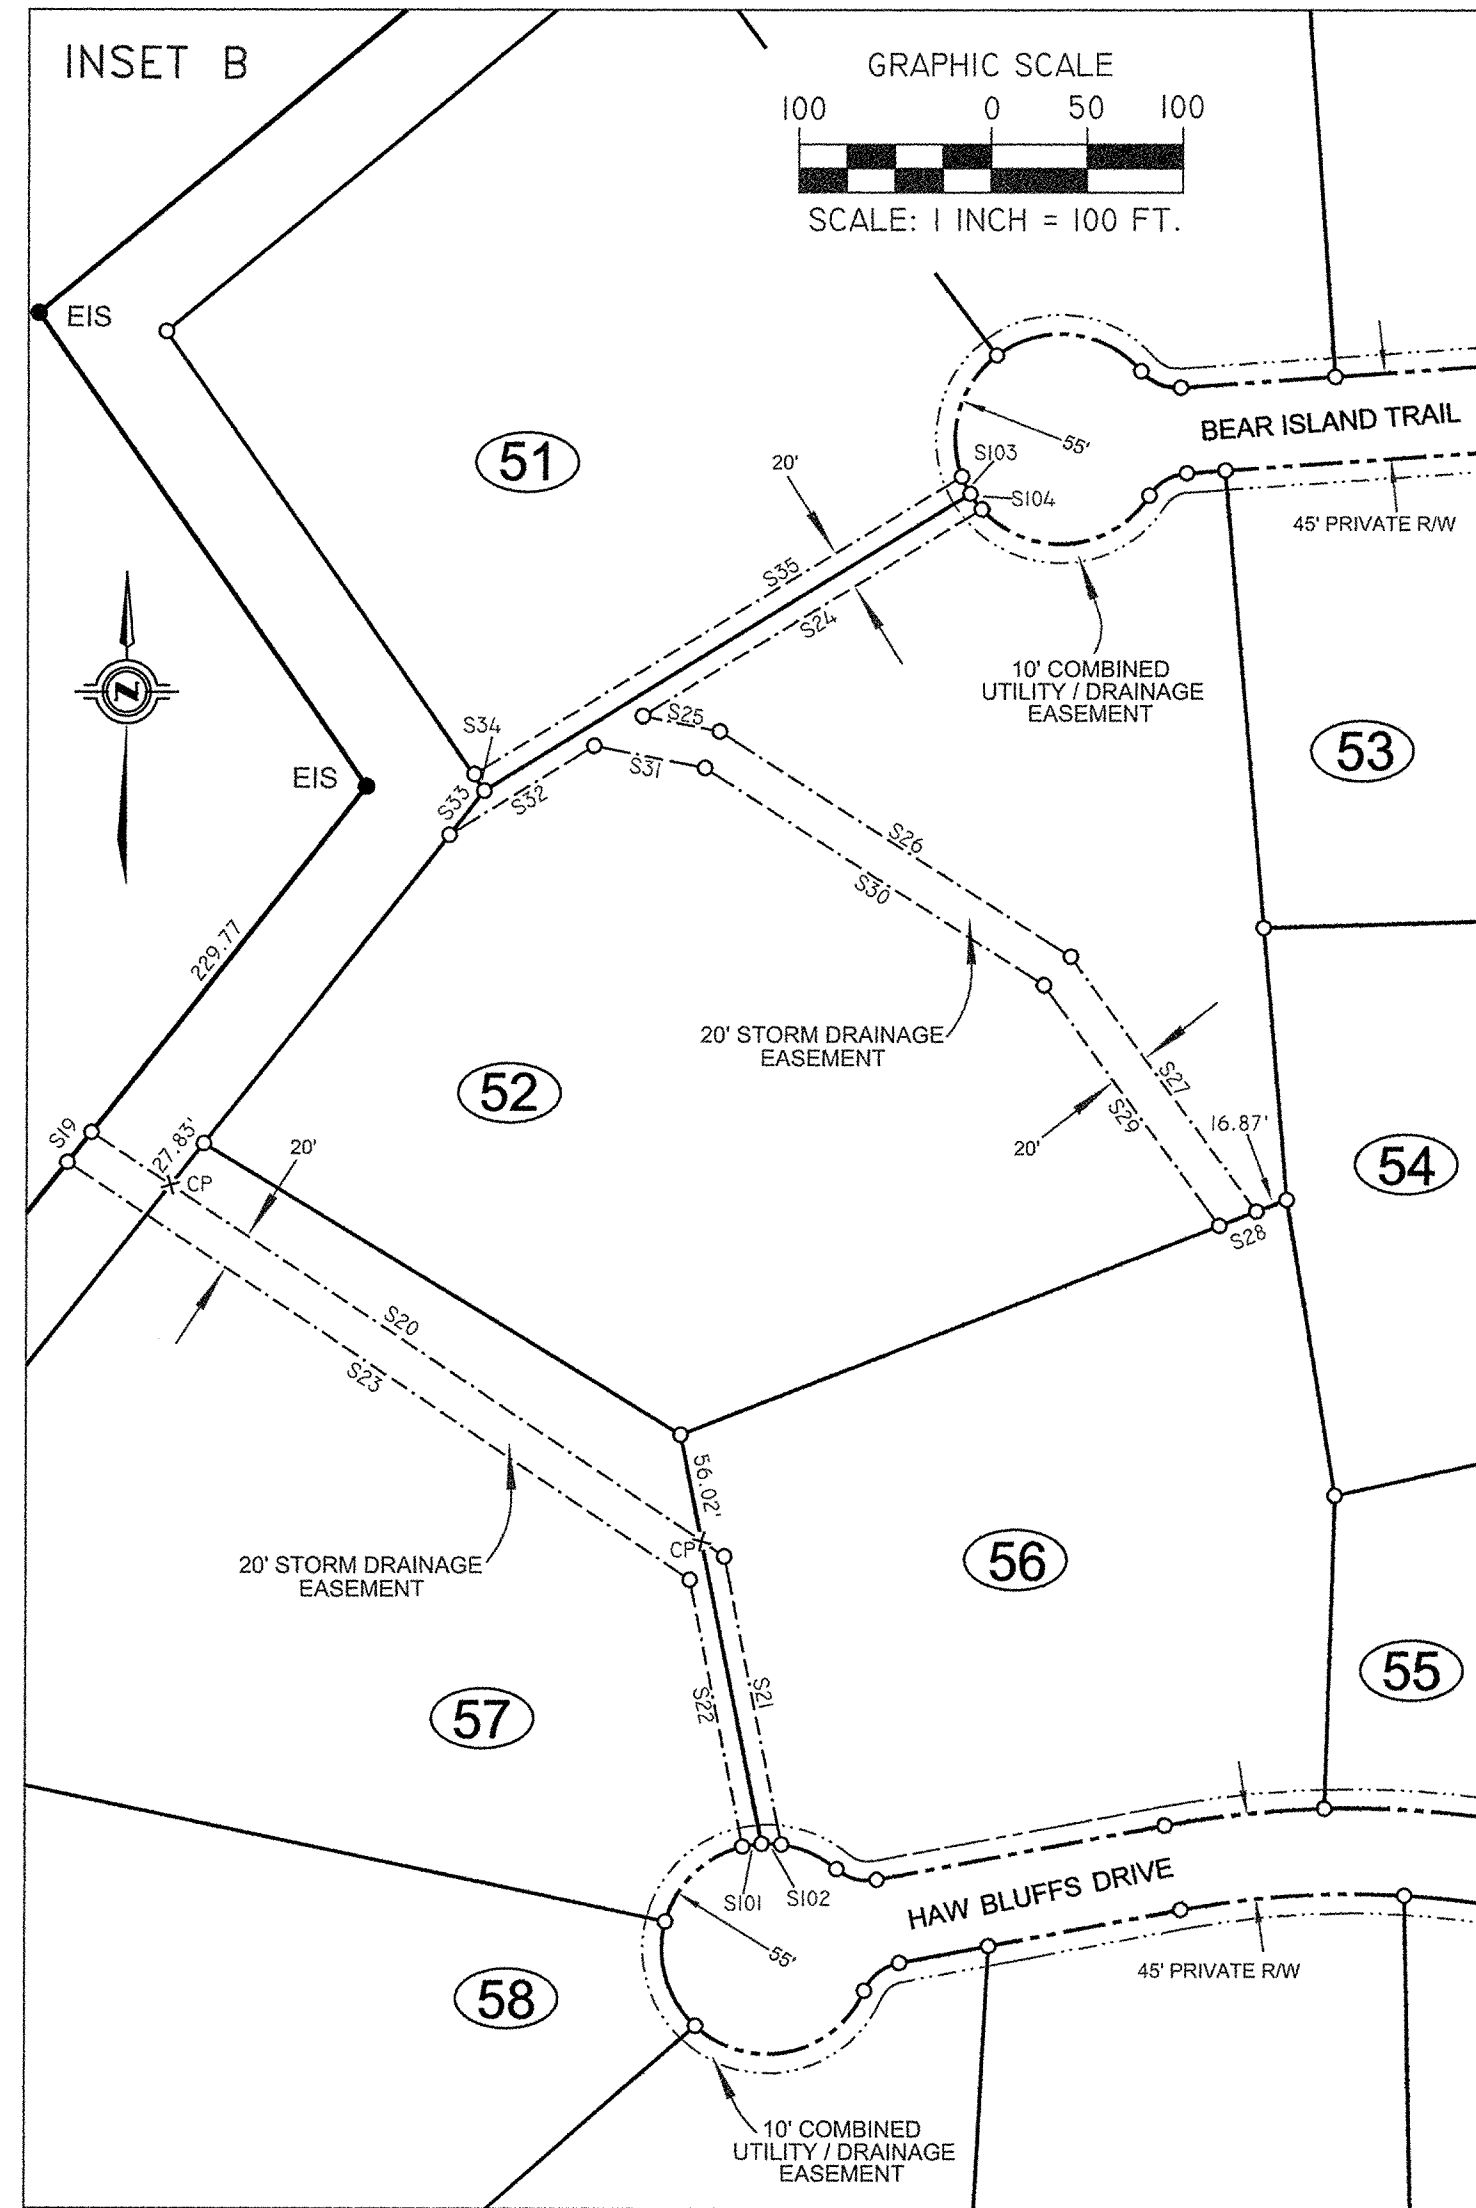 INSET B
GRAPHIC SCALE
100 0 50 100
SCALE: 1 INCH = 100 FT.
EIS
51
BEAR ISLAND TRAIL
55'
S103
20'
S104
45' PRIVATE R/W
S35
S24
10' COMBINED
UTILITY / DRAINAGE
EASEMENT
N
S34
S25
53
EIS
S33
S31
S32
S26
S30
229.77
20' STORM DRAINAGE
EASEMENT
52
S27
S29
16.87'
20'
S19
27.83'
20'
CP
54
S28
S20
S23
56.02'
CP
20' STORM DRAINAGE
EASEMENT
56
55
S21
S22
57
HAW BLUFFS DRIVE
S101
S102
55'
45' PRIVATE R/W
58
10' COMBINED
UTILITY / DRAINAGE
EASEMENT